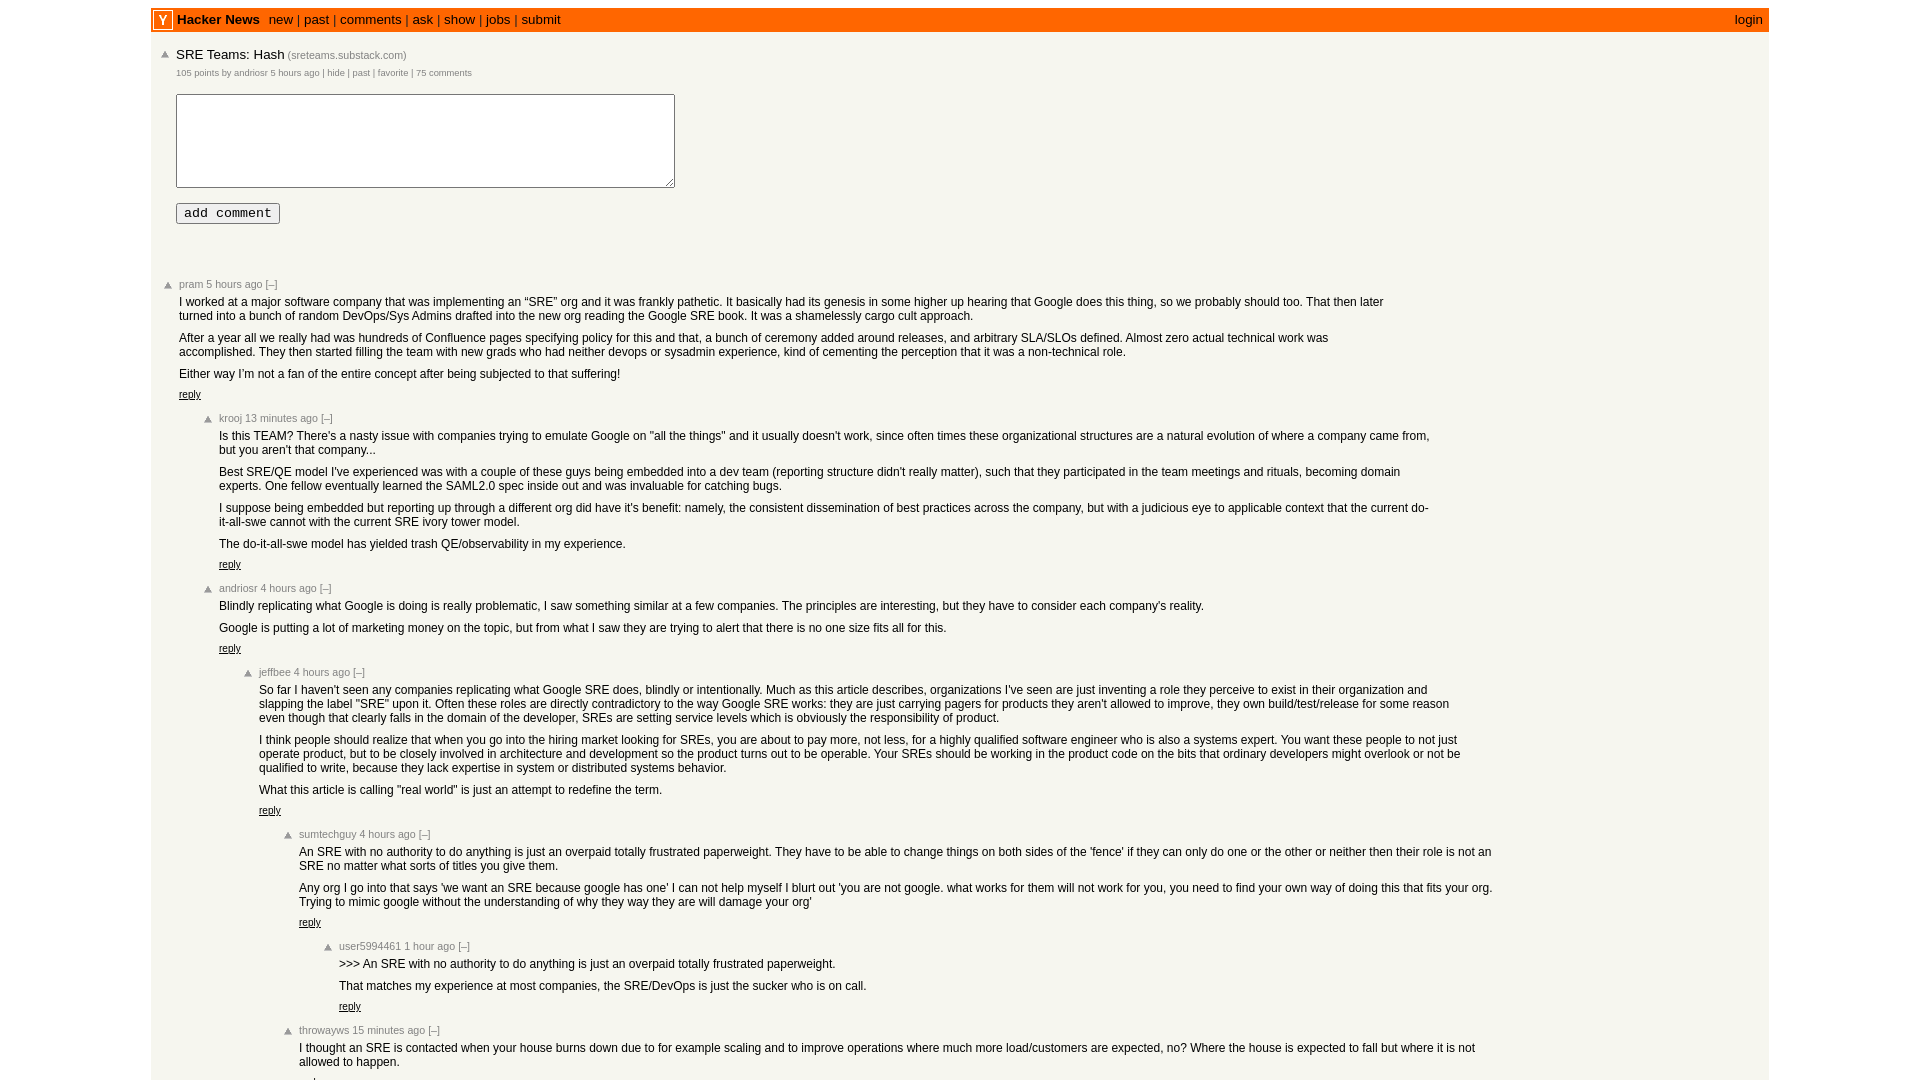 Y Hacker News new | past | comments | ask | show | jobs | submit login
SRE Teams: Hash (sreteams.substack.com)
105 points by andriosr 5 hours ago | hide | past | favorite | 75 comments
add comment
pram 5 hours ago [–]
I worked at a major software company that was implementing an “SRE” org and it was frankly pathetic. It basically had its genesis in some higher up hearing that Google does this thing, so we probably should too. That then later
turned into a bunch of random DevOps/Sys Admins drafted into the new org reading the Google SRE book. It was a shamelessly cargo cult approach.
After a year all we really had was hundreds of Confluence pages specifying policy for this and that, a bunch of ceremony added around releases, and arbitrary SLA/SLOs defined. Almost zero actual technical work was
accomplished. They then started filling the team with new grads who had neither devops or sysadmin experience, kind of cementing the perception that it was a non-technical role.
Either way I’m not a fan of the entire concept after being subjected to that suffering!
reply
krooj 13 minutes ago [–]
Is this TEAM? There's a nasty issue with companies trying to emulate Google on "all the things" and it usually doesn't work, since often times these organizational structures are a natural evolution of where a company came from,
but you aren't that company...
Best SRE/QE model I've experienced was with a couple of these guys being embedded into a dev team (reporting structure didn't really matter), such that they participated in the team meetings and rituals, becoming domain
experts. One fellow eventually learned the SAML2.0 spec inside out and was invaluable for catching bugs.
I suppose being embedded but reporting up through a different org did have it's benefit: namely, the consistent dissemination of best practices across the company, but with a judicious eye to applicable context that the current do-
it-all-swe cannot with the current SRE ivory tower model.
The do-it-all-swe model has yielded trash QE/observability in my experience.
reply
andriosr 4 hours ago [–]
Blindly replicating what Google is doing is really problematic, I saw something similar at a few companies. The principles are interesting, but they have to consider each company's reality.
Google is putting a lot of marketing money on the topic, but from what I saw they are trying to alert that there is no one size fits all for this.
reply
jeffbee 4 hours ago [–]
So far I haven't seen any companies replicating what Google SRE does, blindly or intentionally. Much as this article describes, organizations I've seen are just inventing a role they perceive to exist in their organization and
slapping the label "SRE" upon it. Often these roles are directly contradictory to the way Google SRE works: they are just carrying pagers for products they aren't allowed to improve, they own build/test/release for some reason
even though that clearly falls in the domain of the developer, SREs are setting service levels which is obviously the responsibility of product.
I think people should realize that when you go into the hiring market looking for SREs, you are about to pay more, not less, for a highly qualified software engineer who is also a systems expert. You want these people to not just
operate product, but to be closely involved in architecture and development so the product turns out to be operable. Your SREs should be working in the product code on the bits that ordinary developers might overlook or not be
qualified to write, because they lack expertise in system or distributed systems behavior.
What this article is calling "real world" is just an attempt to redefine the term.
reply
sumtechguy 4 hours ago [–]
An SRE with no authority to do anything is just an overpaid totally frustrated paperweight. They have to be able to change things on both sides of the 'fence' if they can only do one or the other or neither then their role is not an
SRE no matter what sorts of titles you give them.
Any org I go into that says 'we want an SRE because google has one' I can not help myself I blurt out 'you are not google. what works for them will not work for you, you need to find your own way of doing this that fits your org.
Trying to mimic google without the understanding of why they way they are will damage your org'
reply
user5994461 1 hour ago [–]
>>> An SRE with no authority to do anything is just an overpaid totally frustrated paperweight.
That matches my experience at most companies, the SRE/DevOps is just the sucker who is on call.
reply
throwayws 15 minutes ago [–]
I thought an SRE is contacted when your house burns down due to for example scaling and to improve operations where much more load/customers are expected, no? Where the house is expected to fall but where it is not
allowed to happen.